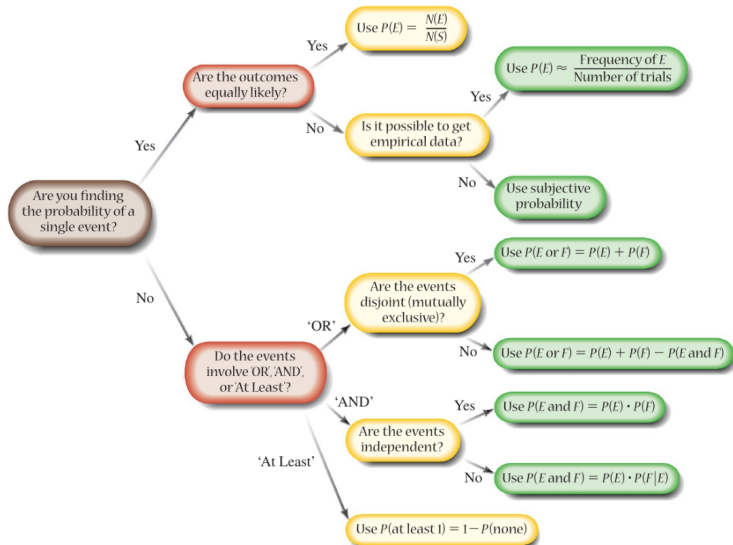 Use P(E) = N(E)/N(S)
Yes
Are the outcomes
equally likely?
Use P(E) ≈ Frequency of E/Number of trials
Yes
No
Is it possible to get
empirical data?
Yes
No
Use subjective
probability
Are you finding
the probability of a
single event?
Use P(E or F) = P(E) + P(F)
Yes
Are the events
disjoint (mutually
exclusive)?
No
'OR'
No
Use P(E or F) = P(E) + P(F) − P(E and F)
Do the events
involve 'OR', 'AND',
or 'At Least'?
'AND'
Yes
Use P(E and F) = P(E) · P(F)
Are the events
independent?
'At Least'
No
Use P(E and F) = P(E) · P(F|E)
Use P(at least 1) = 1 − P(none)